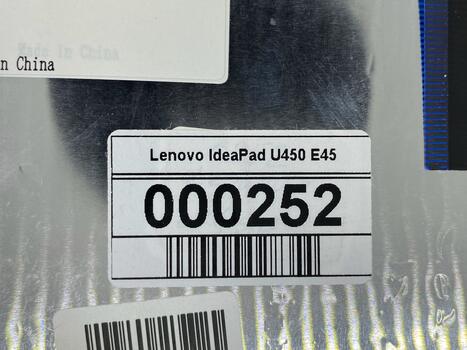 Made In China
n China
Lenovo IdeaPad U450 E45
000252